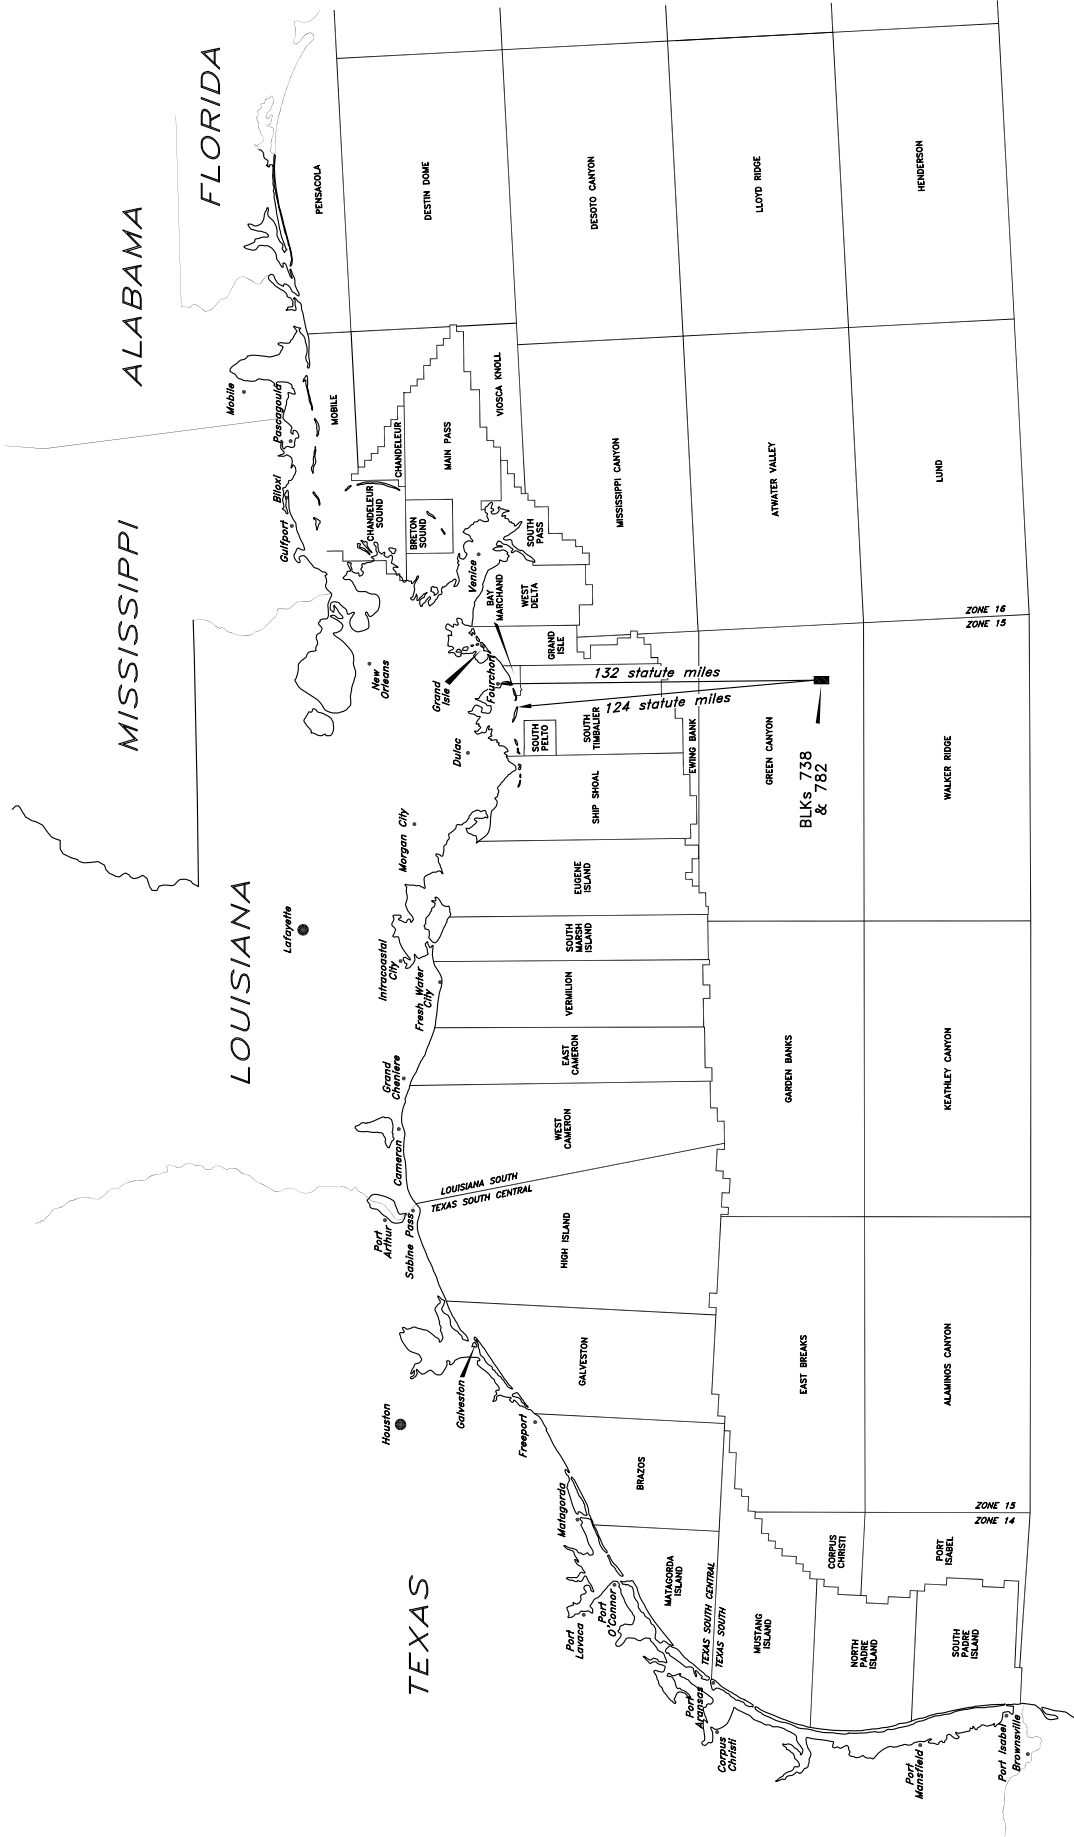 FLORIDA
ALABAMA
MISSISSIPPI
LOUISIANA
TEXAS
PENSACOLA
DESTIN DOME
DESOTO CANYON
LLOYD RIDGE
HENDERSON
Mobile
Pascagoula
Biloxi
Gulfport
MOBILE
CHANDELEUR
CHANDELEUR
SOUND
MAIN PASS
BRETON
SOUND
VIOSCA KNOLL
MISSISSIPPI CANYON
ATWATER VALLEY
LUND
SOUTH
PASS
Venice
WEST
DELTA
BAY
MARCHAND
GRAND
ISLE
ZONE 16
ZONE 15
New
Orleans
Grand
Isle
Fourchon
132 statute miles
124 statute miles
Dulac
SOUTH
PELTO
SOUTH
TIMBALIER
EWING BANK
GREEN CANYON
BLKs 738
& 782
WALKER RIDGE
SHIP SHOAL
Morgan City
EUGENE
ISLAND
Lafayette
Intracoastal
City
Fresh Water
City
SOUTH
MARSH
ISLAND
VERMILION
EAST
CAMERON
GARDEN BANKS
KEATHLEY CANYON
Grand
Cheniere
Cameron
WEST
CAMERON
LOUISIANA SOUTH
TEXAS SOUTH CENTRAL
Port
Arthur
Sabine Pass
HIGH ISLAND
Houston
Galveston
GALVESTON
EAST BREAKS
ALAMINOS CANYON
Freeport
BRAZOS
Matagorda
ZONE 15
ZONE 14
CORPUS
CHRISTI
PORT
ISABEL
Port
Lavaca
Port
O'Connor
MATAGORDA
ISLAND
TEXAS SOUTH CENTRAL
TEXAS SOUTH
MUSTANG
ISLAND
NORTH
PADRE
ISLAND
SOUTH
PADRE
ISLAND
Port
Aransas
Corpus
Christi
Port
Mansfield
Port Isabel
Brownsville